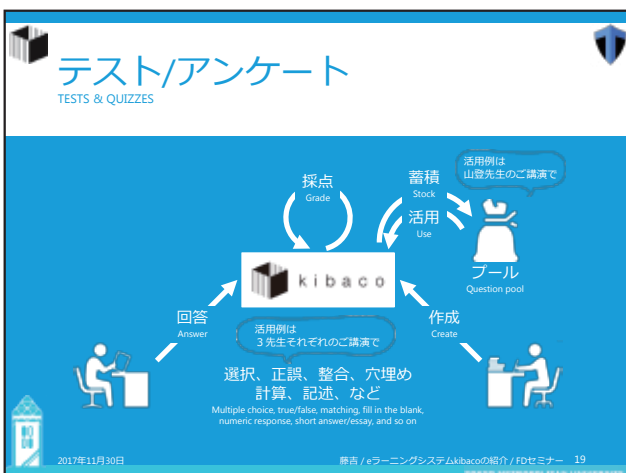 テスト/アンケート
TESTS & QUIZZES
活用例は
山登先生のご講演で
採点
Grade
蓄積
Stock
活用
Use
プール
Question pool
kibaco
回答
Answer
作成
Create
活用例は
３先生それぞれのご講演で
選択、正誤、整合、穴埋め
計算、記述、など
Multiple choice, true/false, matching, fill in the blank,
numeric response, short answer/essay, and so on
2017年11月30日
藤吉 / eラーニングシステムkibacoの紹介 / FDセミナー 19